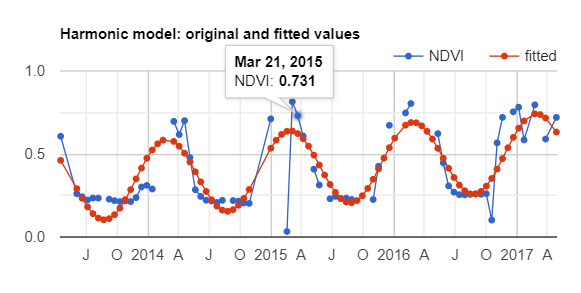 Harmonic model: original and fitted values
NDVI fitted
Mar 21, 2015
NDVI: 0.731
1.0
0.5
0.0
J O 2014 A J O 2015 A J O 2016 A J O 2017 A